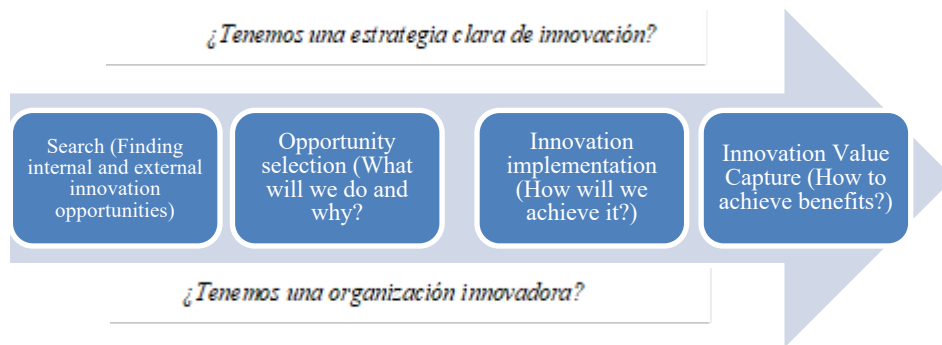 ¿Tenemos una estrategia clara de innovación?
Search (Finding
internal and external
innovation
opportunities)
Opportunity
selection (What
will we do and
why?
Innovation
implementation
(How will we
achieve it?)
Innovation Value
Capture (How to
achieve benefits?)
¿Tenemos una organización innovadora?